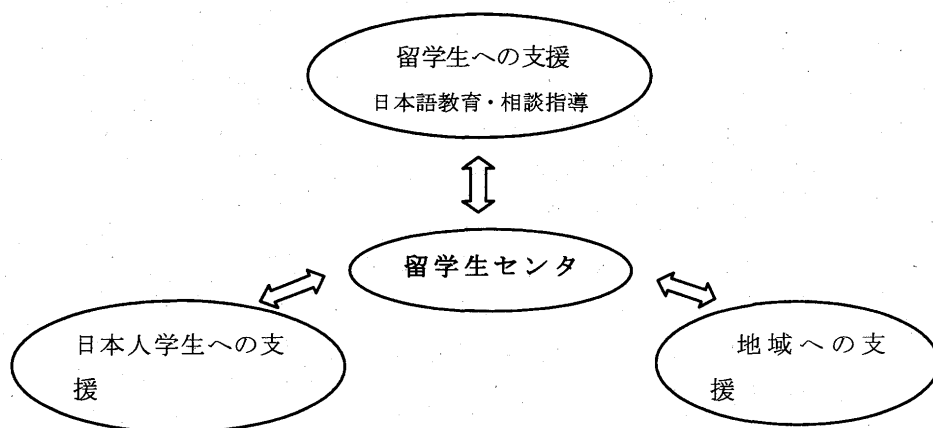 留学生への支援
日本語教育・相談指導
留学生センタ
日本人学生への支
援
地域への支
援